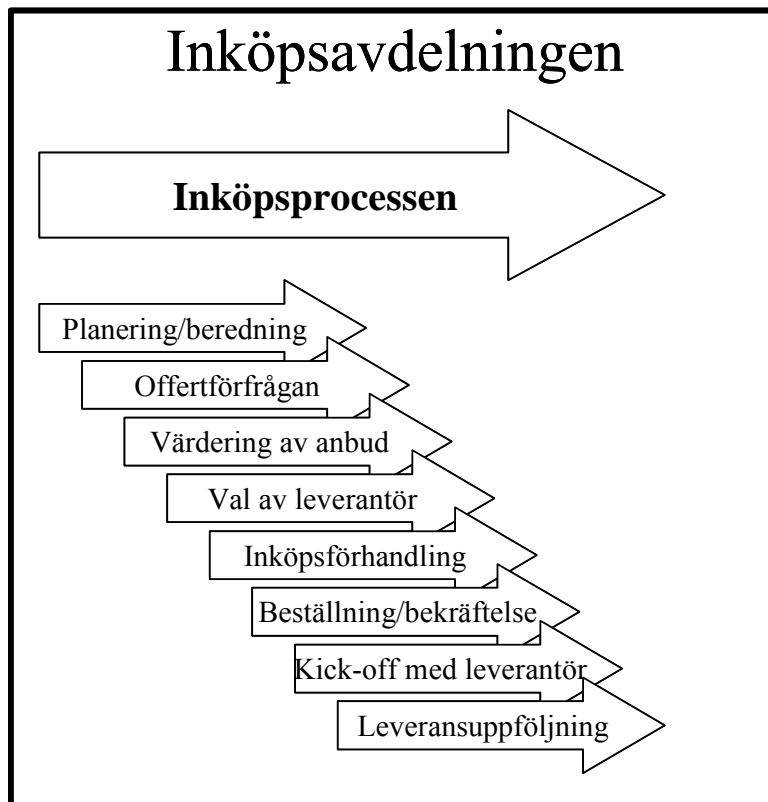 Inköpsavdelningen
Inköpsprocessen
Planering/beredning
Offertförfrågan
Värdering av anbud
Val av leverantör
Inköpsförhandling
Beställning/bekräftelse
Kick-off med leverantör
Leveransuppföljning